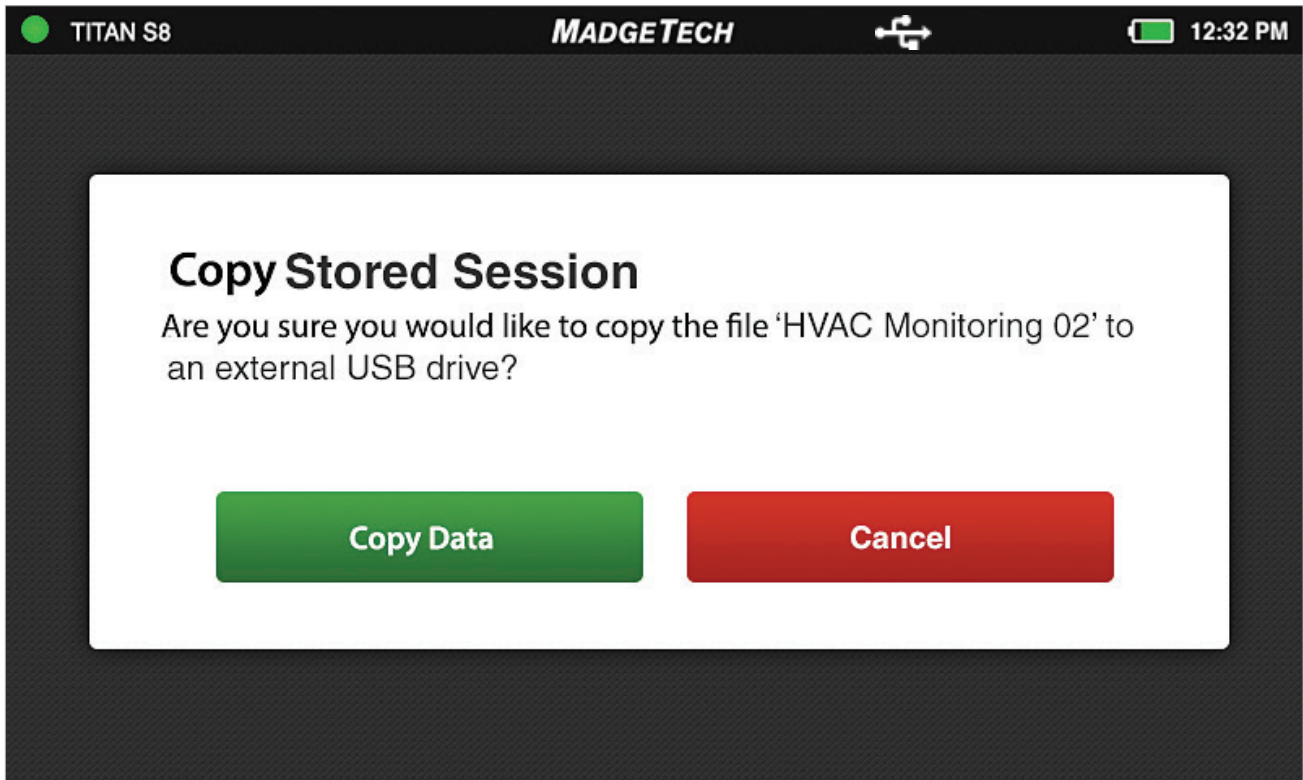 TITAN S8 MADGETECH 12:32 PM
Copy Stored Session
Are you sure you would like to copy the file ‘HVAC Monitoring 02’ to
an external USB drive?
Copy Data Cancel